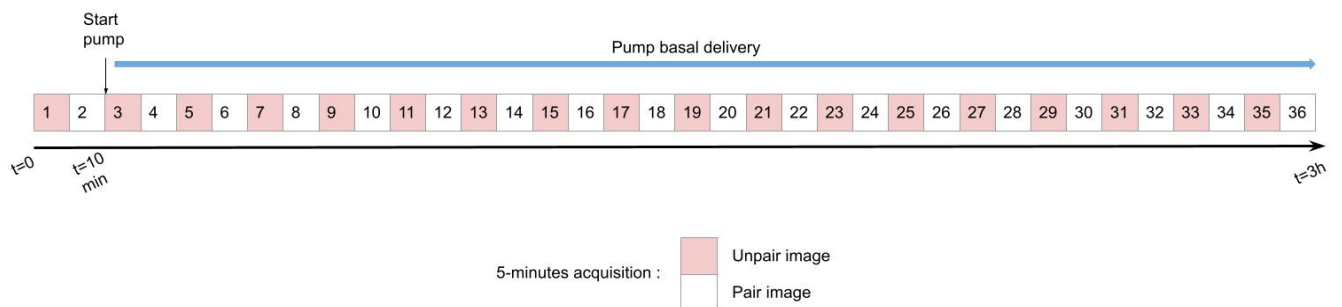 Start
pump
Pump basal delivery
1 2 3 4 5 6 7 8 9 10 11 12 13 14 15 16 17 18 19 20 21 22 23 24 25 26 27 28 29 30 31 32 33 34 35 36
t=0
t=10
min
t=3h
5-minutes acquisition :
Unpair image
Pair image